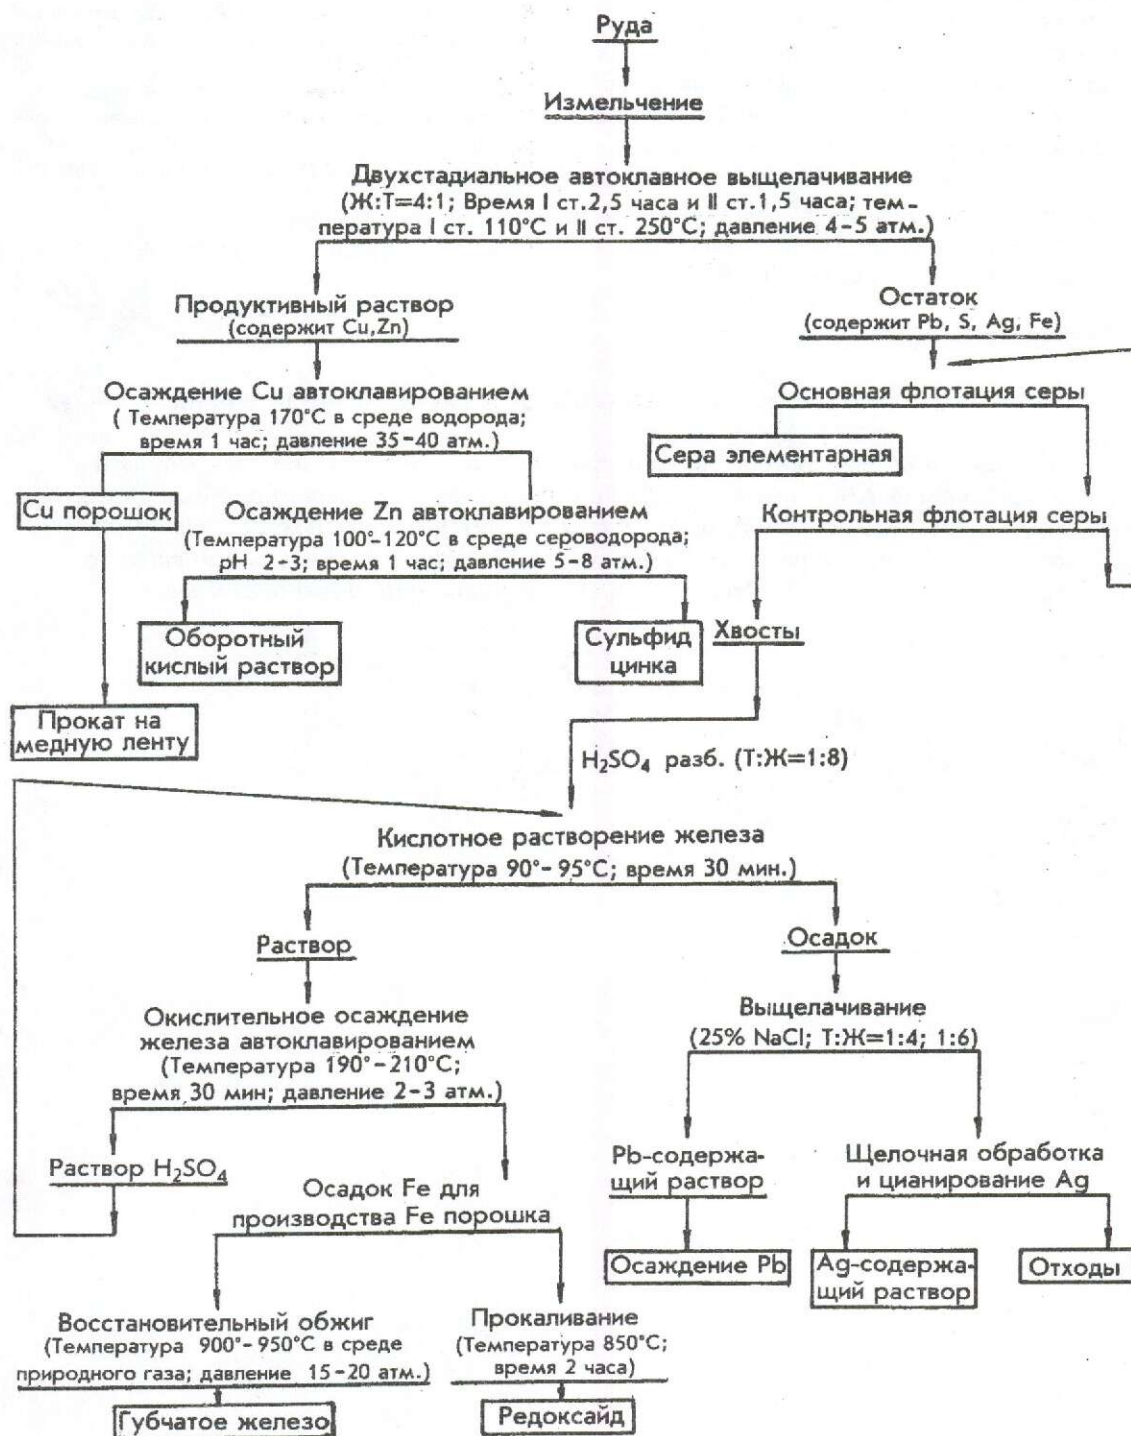 Руда
Измельчение
Двухстадиальное автоклавное выщелачивание
(Ж:Т=4:1; Время I ст.2,5 часа и II ст.1,5 часа; тем-
пература I ст. 110°С и II ст. 250°С; давление 4-5 атм.)
Продуктивный раствор
(содержит Cu,Zn)
Остаток
(содержит Pb, S, Ag, Fe)
Осаждение Cu автоклавированием
( Температура 170°С в среде водорода;
время 1 час; давление 35-40 атм.)
Основная флотация серы
Сера элементарная
Cu порошок
Осаждение Zn автоклавированием
(Температура 100°-120°С в среде сероводорода;
pH 2-3; время 1 час; давление 5-8 атм.)
Контрольная флотация серы
Оборотный
кислый раствор
Сульфид
цинка
Хвосты
Прокат на
медную ленту
H₂SO₄ разб. (Т:Ж=1:8)
Кислотное растворение железа
(Температура 90°- 95°С; время 30 мин.)
Раствор
Осадок
Окислительное осаждение
железа автоклавированием
(Температура 190°-210°С;
время 30 мин; давление 2-3 атм.)
Выщелачивание
(25% NaCl; Т:Ж=1:4; 1:6)
Раствор H₂SO₄
Осадок Fe для
производства Fe порошка
Pb-содержа-
щий раствор
Щелочная обработка
и цианирование Ag
Осаждение Pb
Ag-содержа-
щий раствор
Отходы
Восстановительный обжиг
(Температура 900°- 950°С в среде
природного газа; давление 15-20 атм.)
Прокаливание
(Температура 850°С;
время 2 часа)
Губчатое железо
Редоксайд